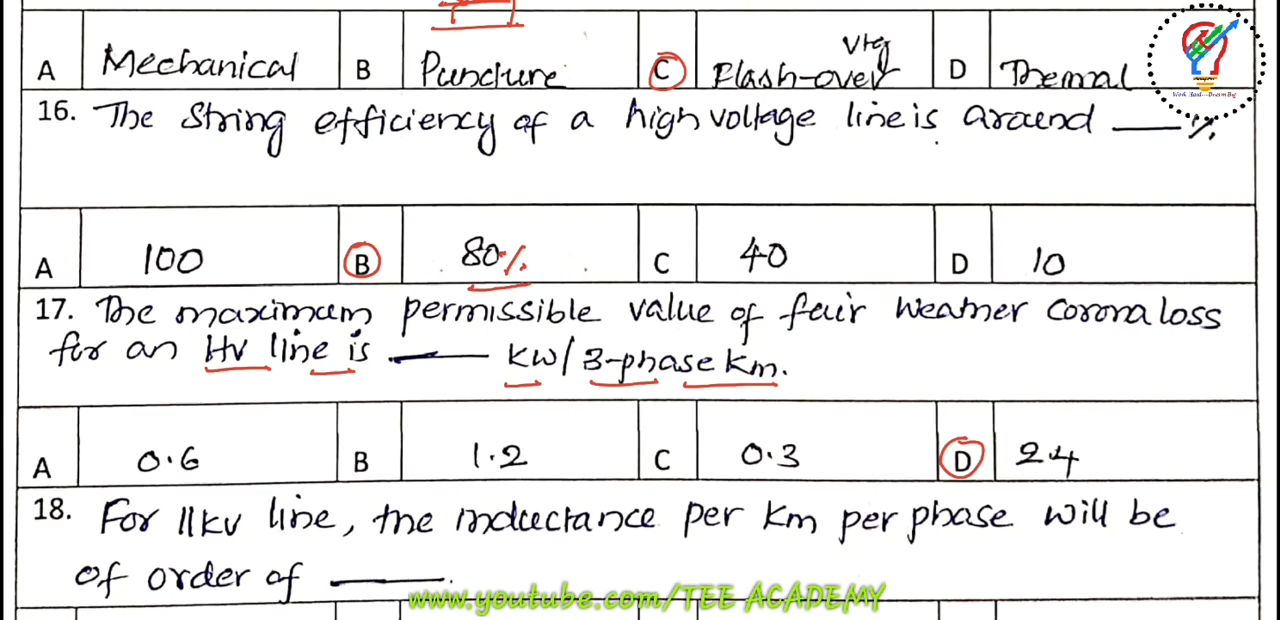 A Mechanical B Puncture C Flash-over Vtg D Thermal
16. The String efficiency of a high voltage line is around ___ %
A 100 B 80% C 40 D 10
17. The maximum permissible value of fair weather corona loss
for an HV line is ___ KW/3-phase Km.
A 0.6 B 1.2 C 0.3 D 2.4
18. For 11kV line, the inductance per Km per phase will be
of order of ___.
www.youtube.com/TEE ACADEMY